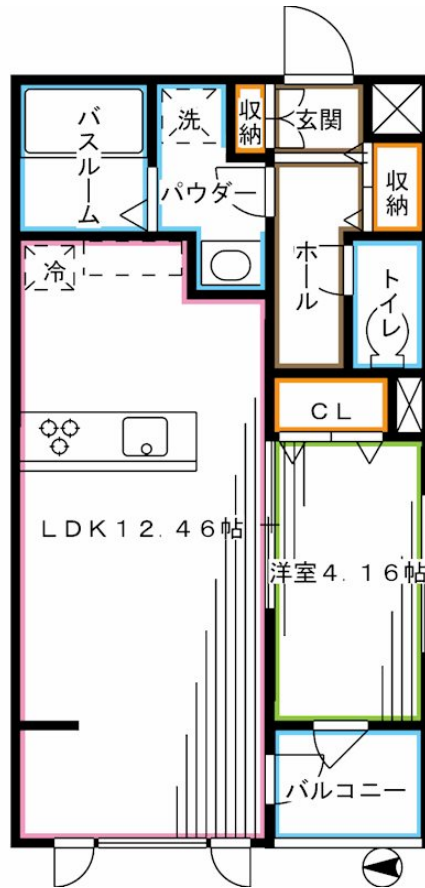 バスルーム
洗
収納
玄関
収納
パウダー
ホール
トイレ
冷
CL
LDK12.46帖
洋室4.16帖
バルコニー